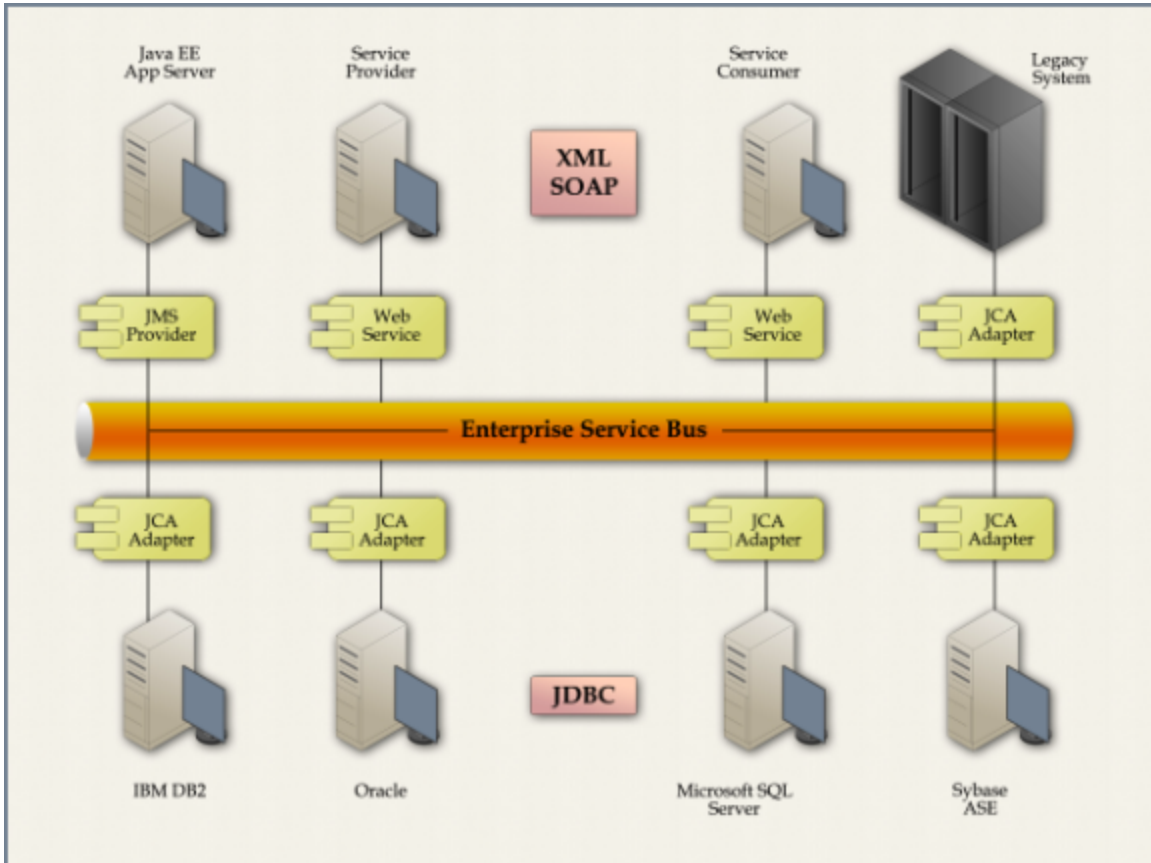 Java EE
App Server
Service
Provider
Service
Consumer
Legacy
System
XML
SOAP
JMS
Provider
Web
Service
Web
Service
JCA
Adapter
Enterprise Service Bus
JCA
Adapter
JCA
Adapter
JCA
Adapter
JCA
Adapter
JDBC
IBM DB2
Oracle
Microsoft SQL
Server
Sybase
ASE